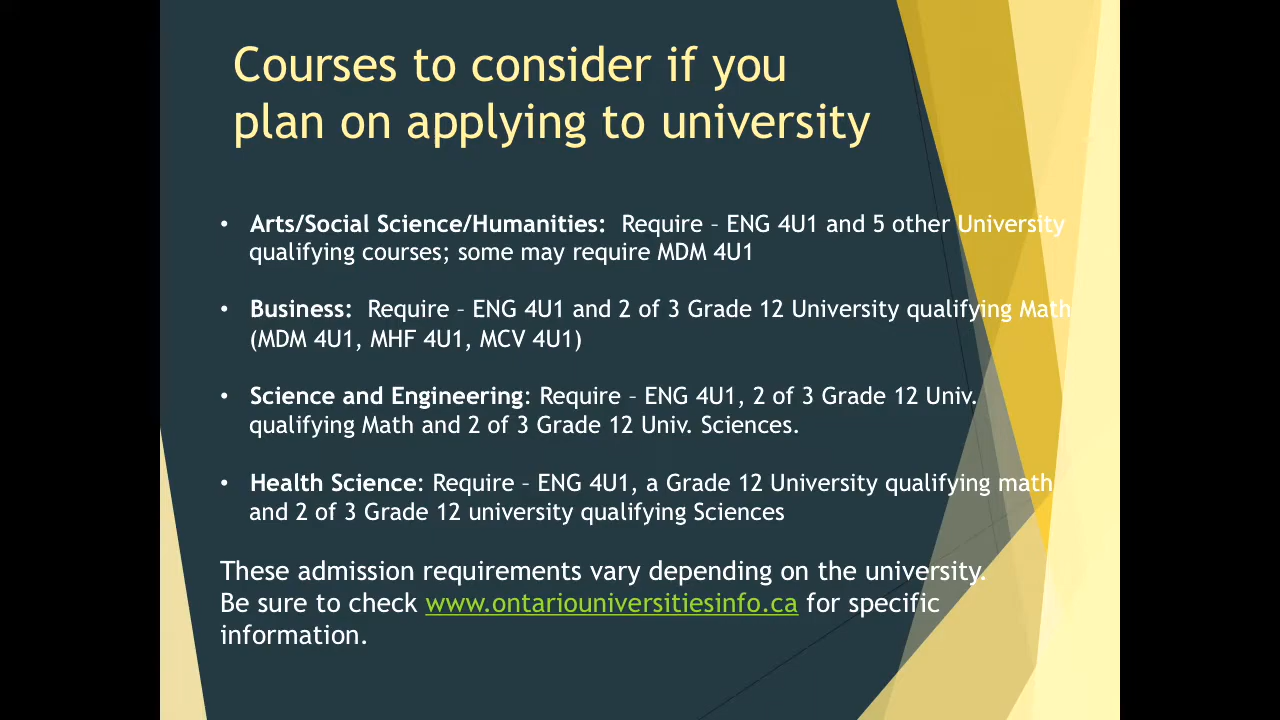 Courses to consider if you
plan on applying to university
• Arts/Social Science/Humanities:  Require – ENG 4U1 and 5 other University
qualifying courses; some may require MDM 4U1
• Business:  Require – ENG 4U1 and 2 of 3 Grade 12 University qualifying Math
(MDM 4U1, MHF 4U1, MCV 4U1)
• Science and Engineering: Require – ENG 4U1, 2 of 3 Grade 12 Univ.
qualifying Math and 2 of 3 Grade 12 Univ. Sciences.
• Health Science: Require – ENG 4U1, a Grade 12 University qualifying math
and 2 of 3 Grade 12 university qualifying Sciences
These admission requirements vary depending on the university.
Be sure to check www.ontariouniversitiesinfo.ca for specific
information.